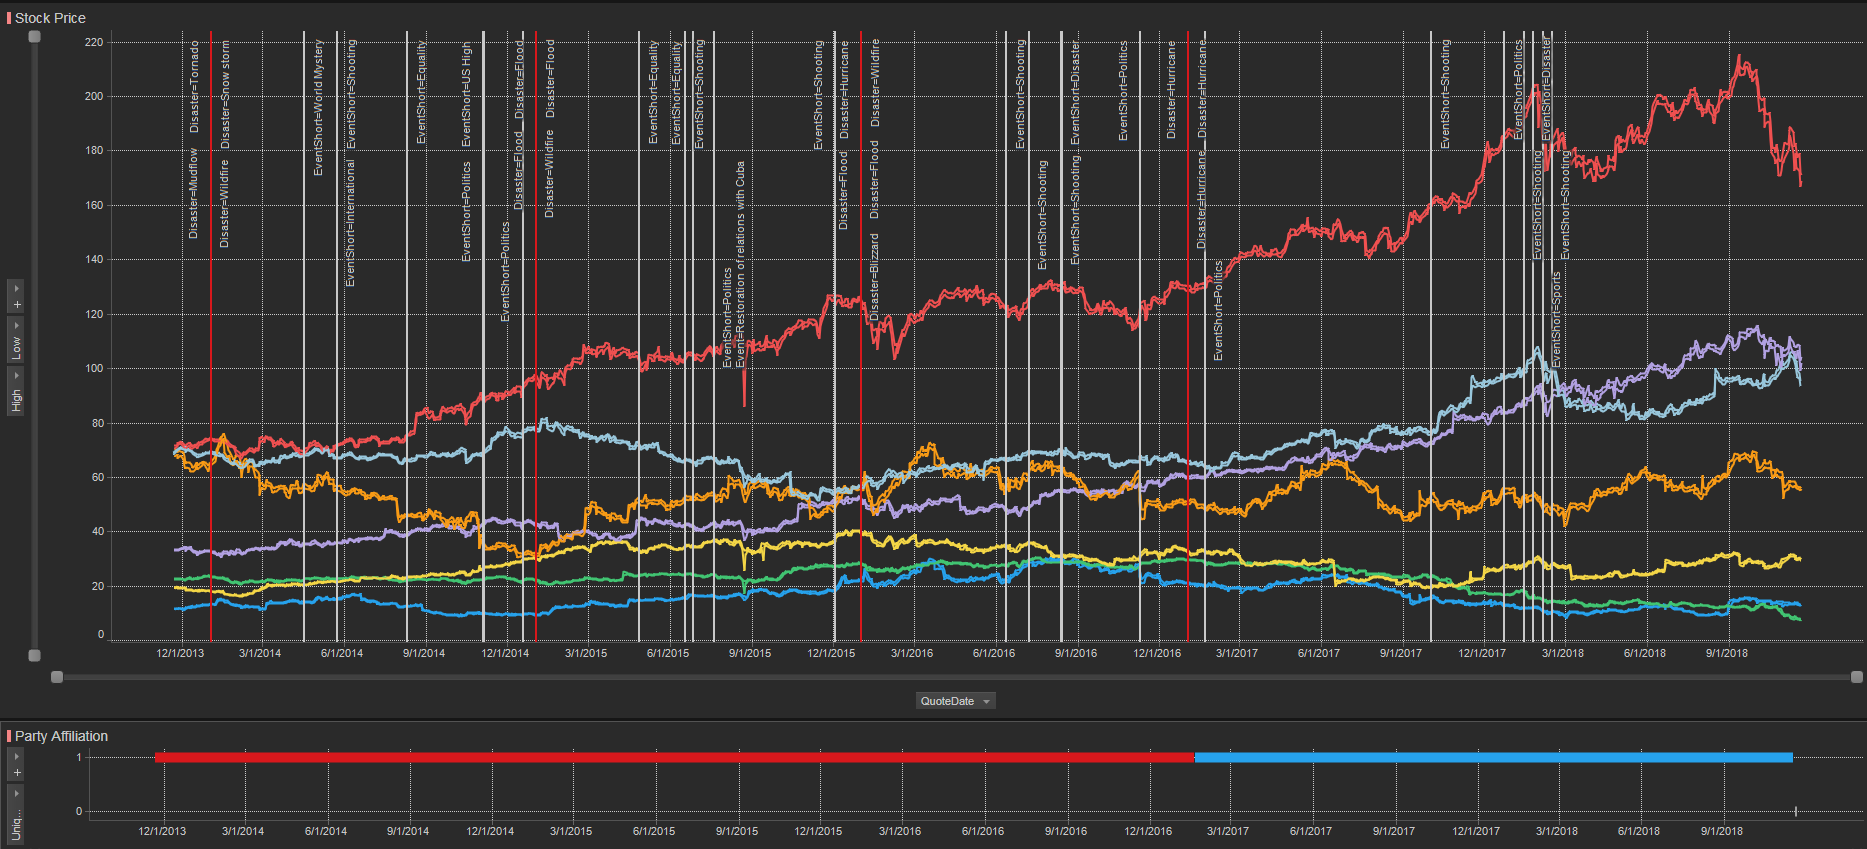 Stock Price
220
200
180
160
140
120
100
80
60
40
20
0
+
Low
High
Disaster=Tornado
Disaster=Mudflow
Disaster=Snow storm
Disaster=Wildfire
EventShort=World Mystery
EventShort=Shooting
EventShort=International
EventShort=Equality
EventShort=US High
EventShort=Politics
EventShort=Politics
Disaster=Flood
Disaster=Flood
Disaster=Flood
Disaster=Wildfire
EventShort=Equality
EventShort=Equality
EventShort=Shooting
EventShort=Politics
Event=Restoration of relations with Cuba
EventShort=Shooting
Disaster=Hurricane
Disaster=Flood
Disaster=Wildfire
Disaster=Flood
Disaster=Blizzard
EventShort=Shooting
EventShort=Shooting
EventShort=Disaster
EventShort=Shooting
EventShort=Politics
Disaster=Hurricane
Disaster=Hurricane
Disaster=Hurricane
EventShort=Politics
EventShort=Shooting
EventShort=Politics
EventShort=Shooting
EventShort=Disaster
EventShort=Sports
EventShort=Shooting
12/1/2013 3/1/2014 6/1/2014 9/1/2014 12/1/2014 3/1/2015 6/1/2015 9/1/2015 12/1/2015 3/1/2016 6/1/2016 9/1/2016 12/1/2016 3/1/2017 6/1/2017 9/1/2017 12/1/2017 3/1/2018 6/1/2018 9/1/2018
QuoteDate
Party Affiliation
1
+
Uniq...
0
12/1/2013 3/1/2014 6/1/2014 9/1/2014 12/1/2014 3/1/2015 6/1/2015 9/1/2015 12/1/2015 3/1/2016 6/1/2016 9/1/2016 12/1/2016 3/1/2017 6/1/2017 9/1/2017 12/1/2017 3/1/2018 6/1/2018 9/1/2018